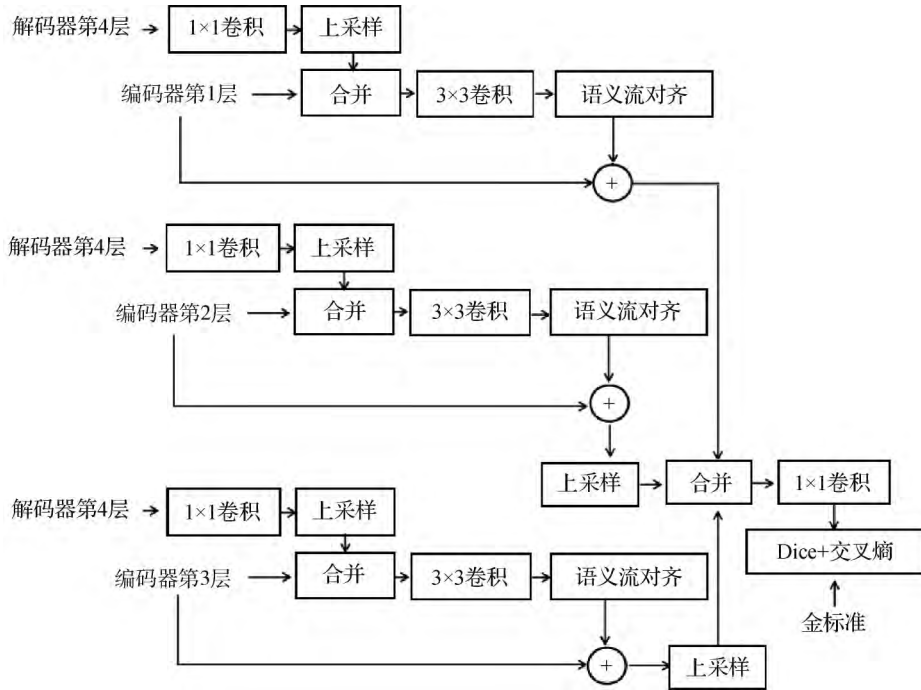 解码器第4层 1×1卷积 上采样
编码器第1层 合并 3×3卷积 语义流对齐
+
解码器第4层 1×1卷积 上采样
编码器第2层 合并 3×3卷积 语义流对齐
+
上采样 合并 1×1卷积
解码器第4层 1×1卷积 上采样
Dice+交叉熵
编码器第3层 合并 3×3卷积 语义流对齐
金标准
+ 上采样